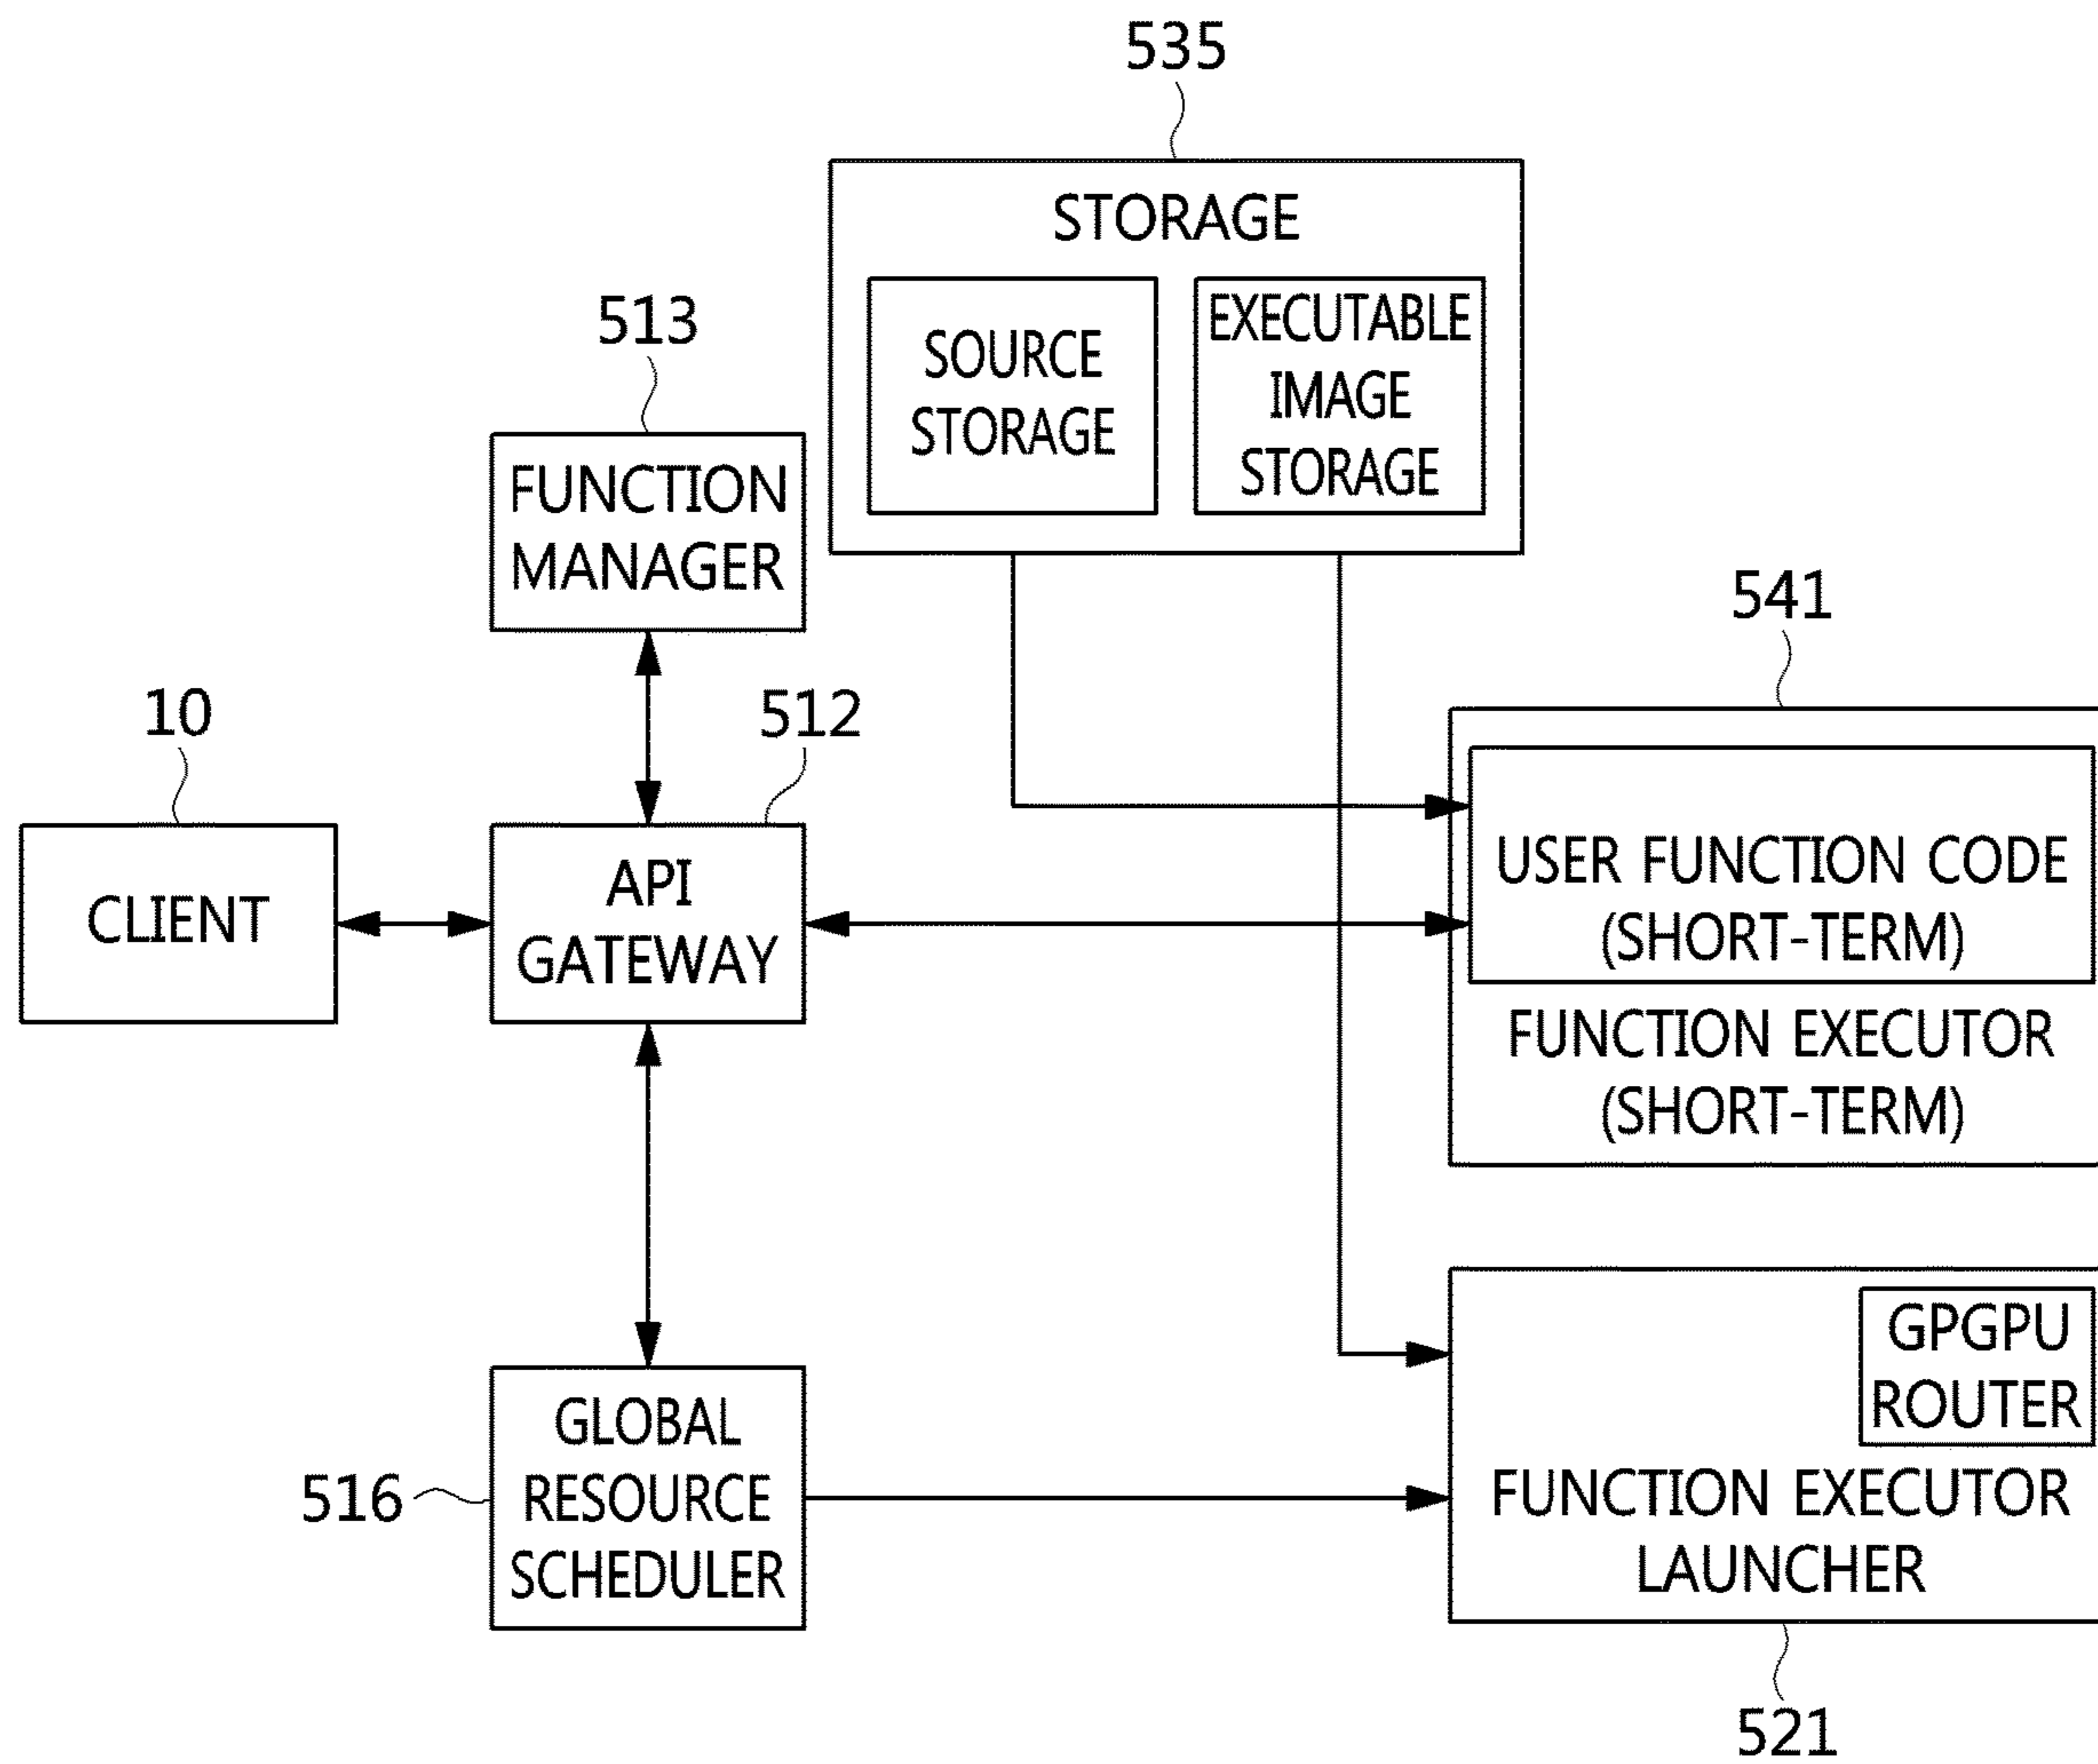 535
STORAGE
SOURCE
STORAGE
EXECUTABLE
IMAGE
STORAGE
513
FUNCTION
MANAGER
541
10
512
CLIENT
API
GATEWAY
USER FUNCTION CODE
(SHORT-TERM)
FUNCTION EXECUTOR
(SHORT-TERM)
516
GLOBAL
RESOURCE
SCHEDULER
GPGPU
ROUTER
FUNCTION EXECUTOR
LAUNCHER
521